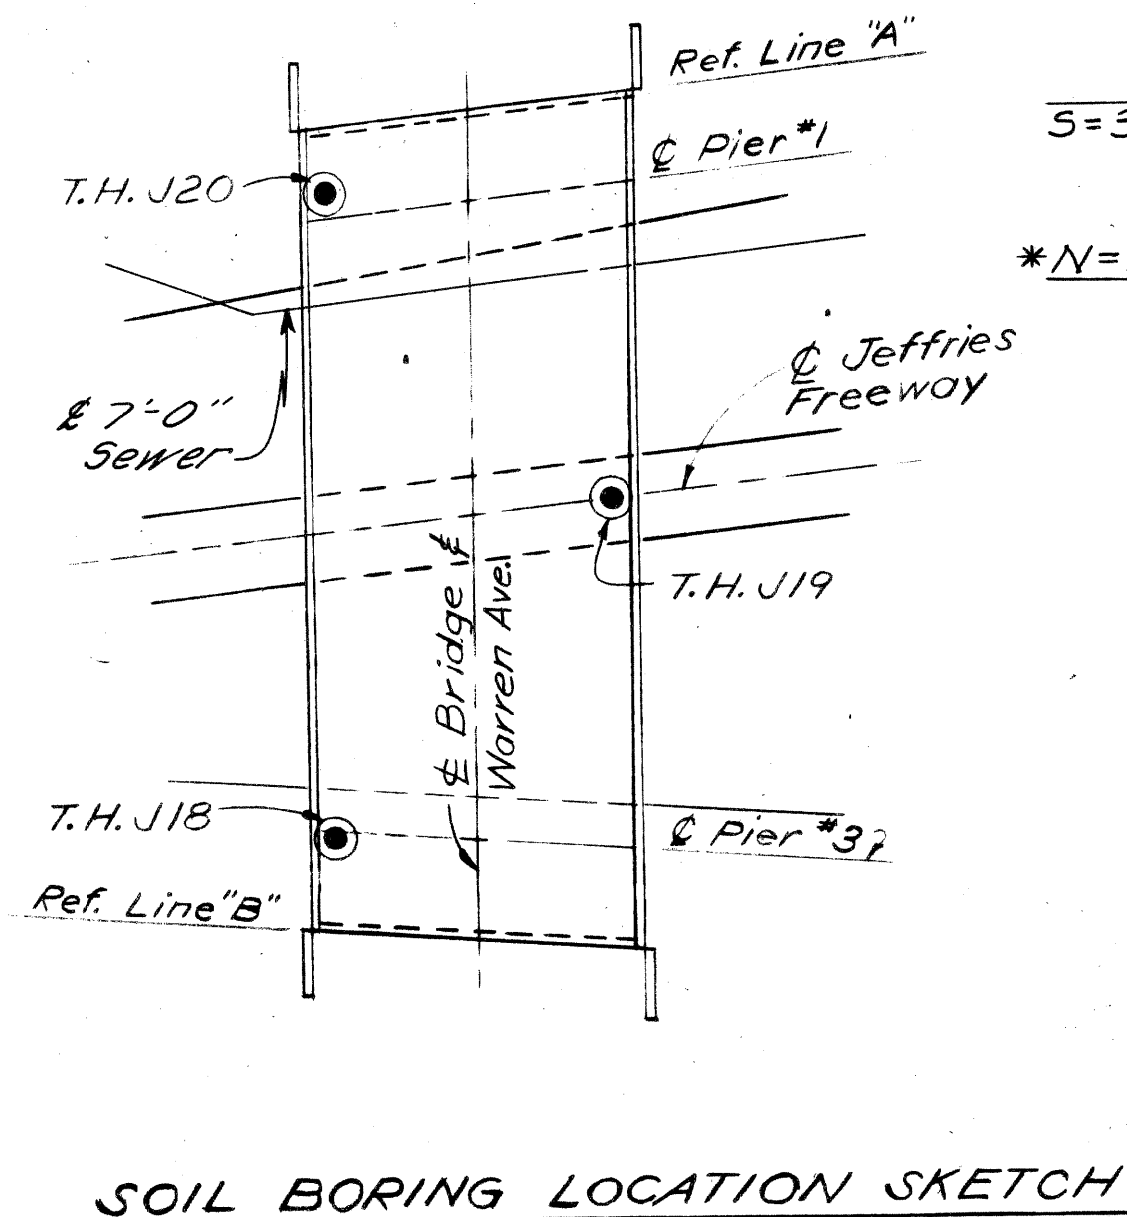 Ref. Line "A"
S=3
℄ Pier #1
T.H. J20
*N=
℄ Jeffries
Freeway
℄ 7'-0"
Sewer
T.H. J19
℄ Bridge &
Warren Ave.
T.H. J18
℄ Pier #3
Ref. Line "B"
SOIL BORING LOCATION SKETCH